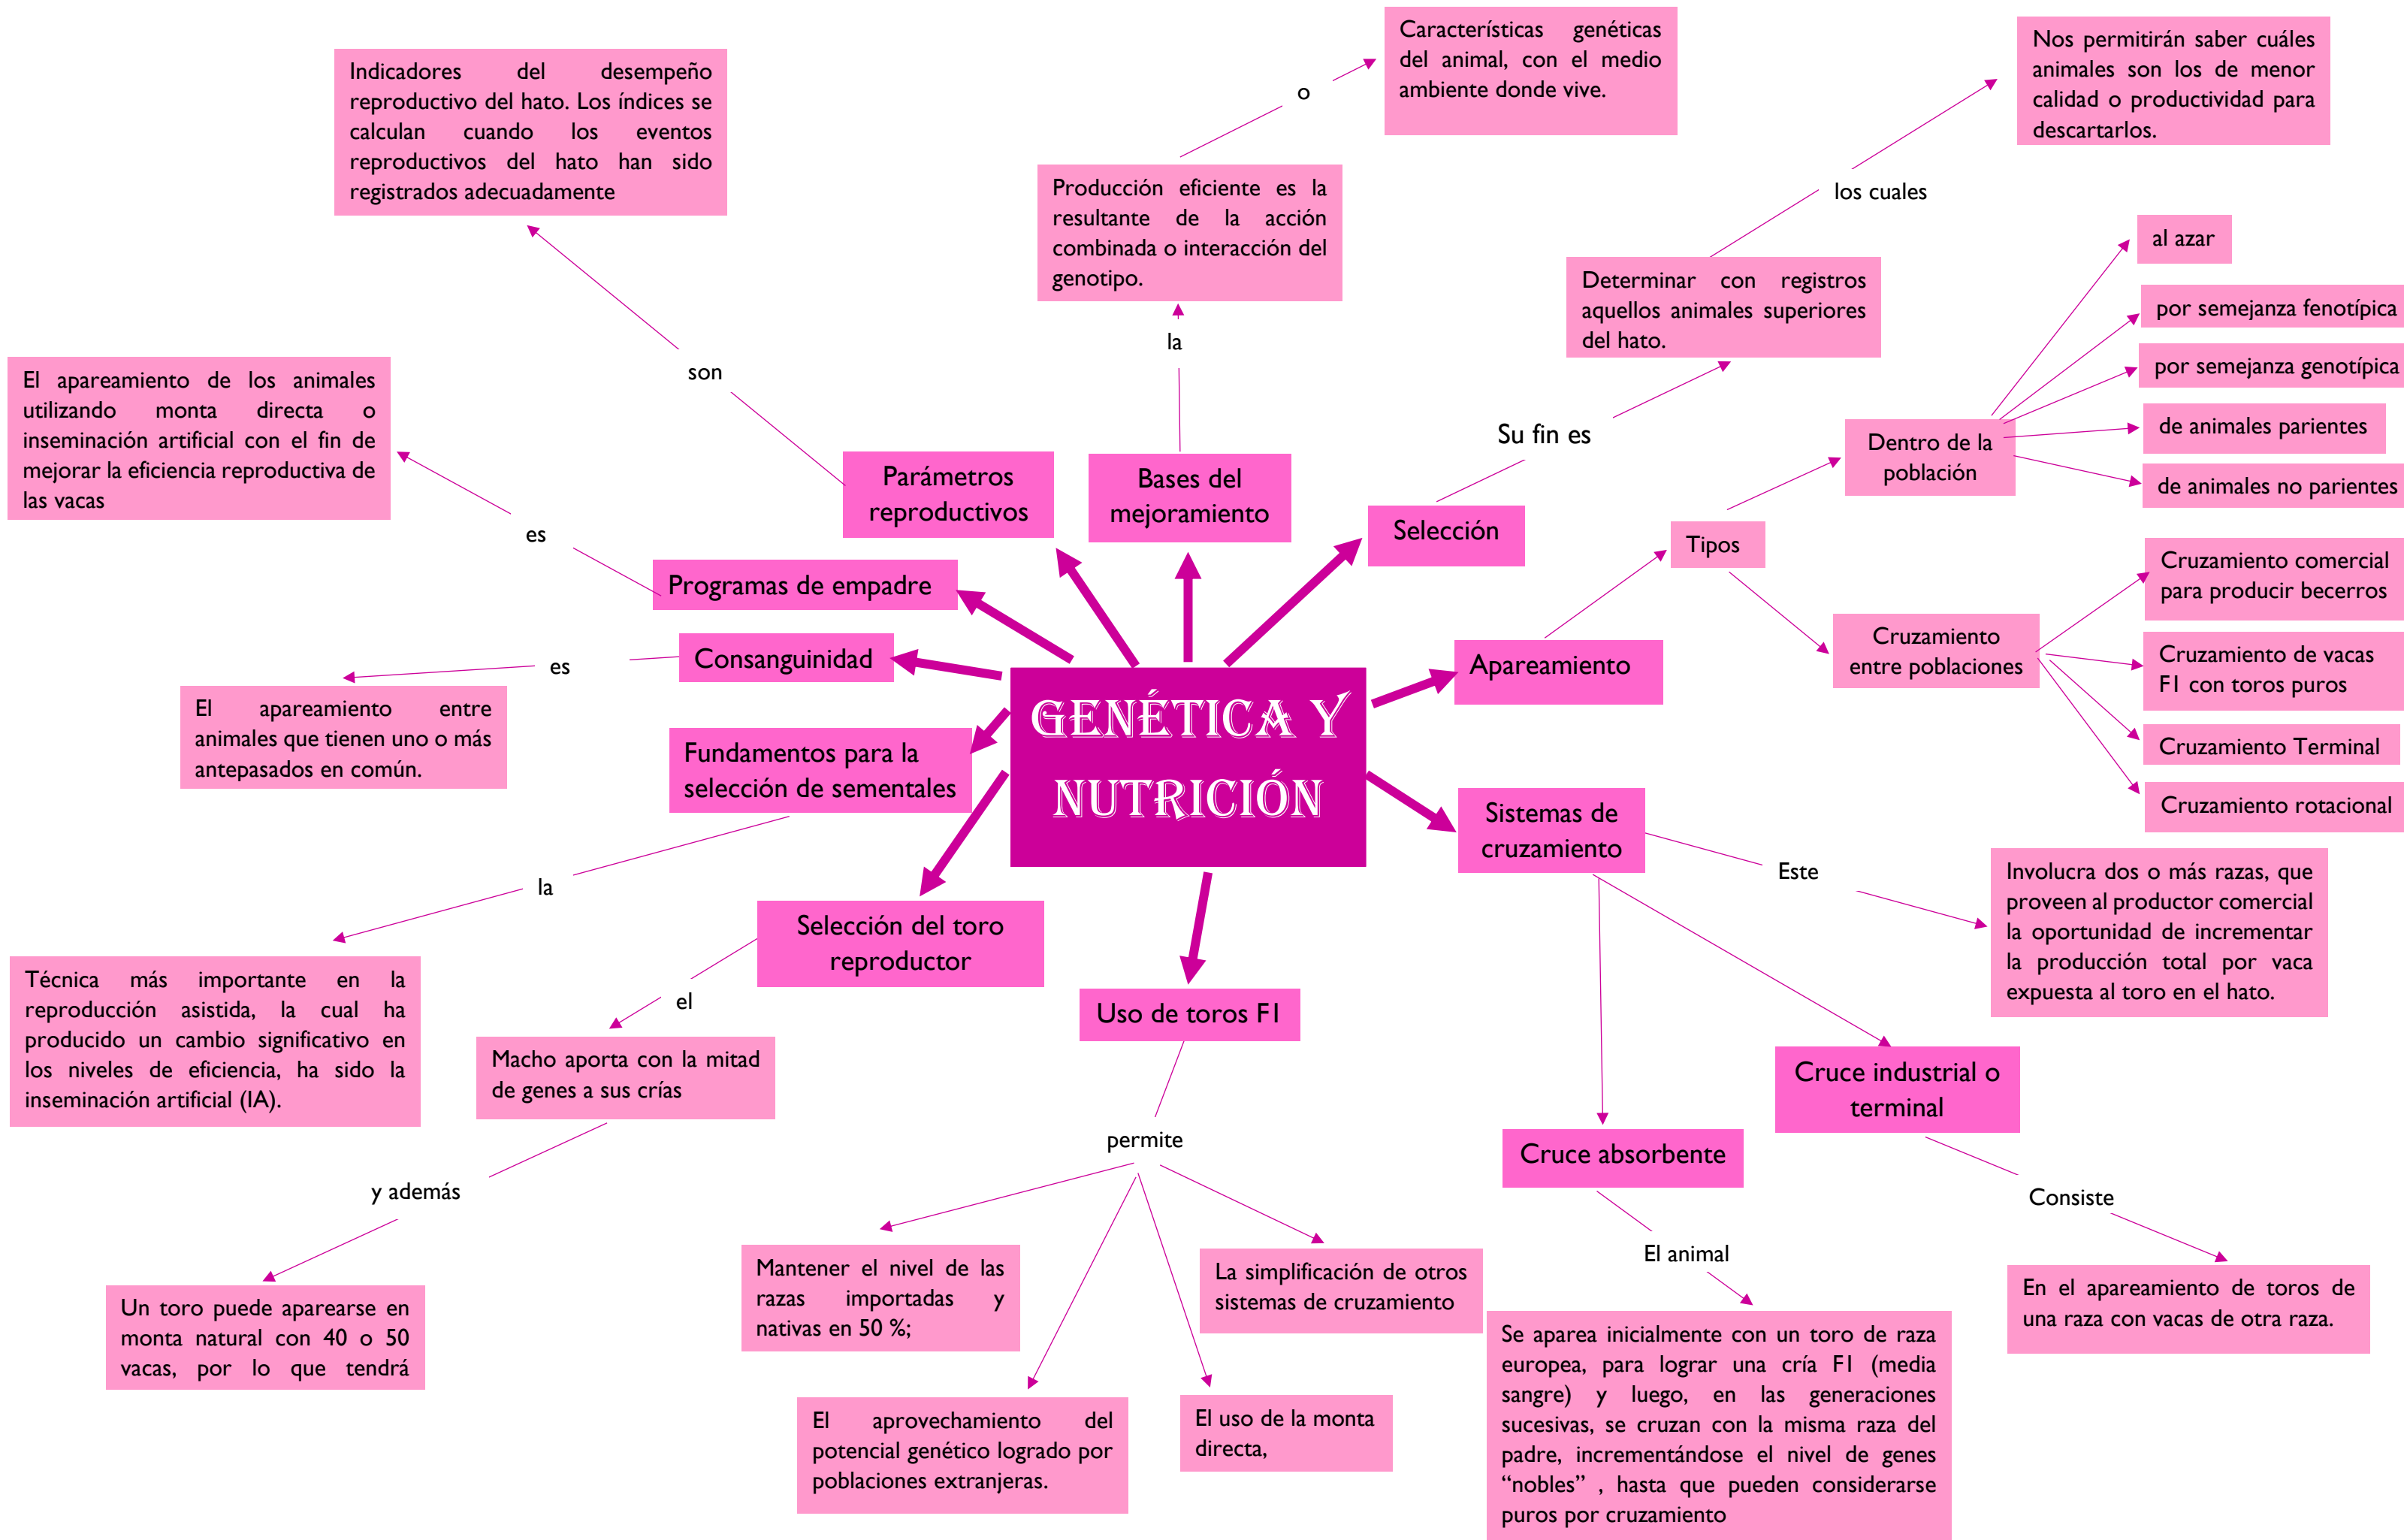 Indicadores del desempeño
reproductivo del hato. Los índices se
calculan cuando los eventos
reproductivos del hato han sido
registrados adecuadamente
Características genéticas
del animal, con el medio
ambiente donde vive.
Nos permitirán saber cuáles
animales son los de menor
calidad o productividad para
descartarlos.
o
Producción eficiente es la
resultante de la acción
combinada o interacción del
genotipo.
los cuales
Determinar con registros
aquellos animales superiores
del hato.
al azar
por semejanza fenotípica
por semejanza genotípica
de animales parientes
de animales no parientes
la
son
El apareamiento de los animales
utilizando monta directa o
inseminación artificial con el fin de
mejorar la eficiencia reproductiva de
las vacas
Su fin es
Dentro de la
población
Parámetros
reproductivos
Bases del
mejoramiento
Selección
Tipos
es
Programas de empadre
Cruzamiento comercial
para producir becerros
Cruzamiento
entre poblaciones
Cruzamiento de vacas
F1 con toros puros
Cruzamiento Terminal
Cruzamiento rotacional
Consanguinidad
es
Apareamiento
El apareamiento entre
animales que tienen uno o más
antepasados en común.
GENÉTICA Y
NUTRICIÓN
Fundamentos para la
selección de sementales
Sistemas de
cruzamiento
Este
Involucra dos o más razas, que
proveen al productor comercial
la oportunidad de incrementar
la producción total por vaca
expuesta al toro en el hato.
la
Selección del toro
reproductor
Técnica más importante en la
reproducción asistida, la cual ha
producido un cambio significativo en
los niveles de eficiencia, ha sido la
inseminación artificial (IA).
el
Uso de toros F1
Macho aporta con la mitad
de genes a sus crías
Cruce industrial o
terminal
permite
Cruce absorbente
y además
Consiste
El animal
Mantener el nivel de las
razas importadas y
nativas en 50 %;
La simplificación de otros
sistemas de cruzamiento
En el apareamiento de toros de
una raza con vacas de otra raza.
Un toro puede aparearse en
monta natural con 40 o 50
vacas, por lo que tendrá
Se aparea inicialmente con un toro de raza
europea, para lograr una cría F1 (media
sangre) y luego, en las generaciones
sucesivas, se cruzan con la misma raza del
padre, incrementándose el nivel de genes
“nobles” , hasta que pueden considerarse
puros por cruzamiento
El aprovechamiento del
potencial genético logrado por
poblaciones extranjeras.
El uso de la monta
directa,